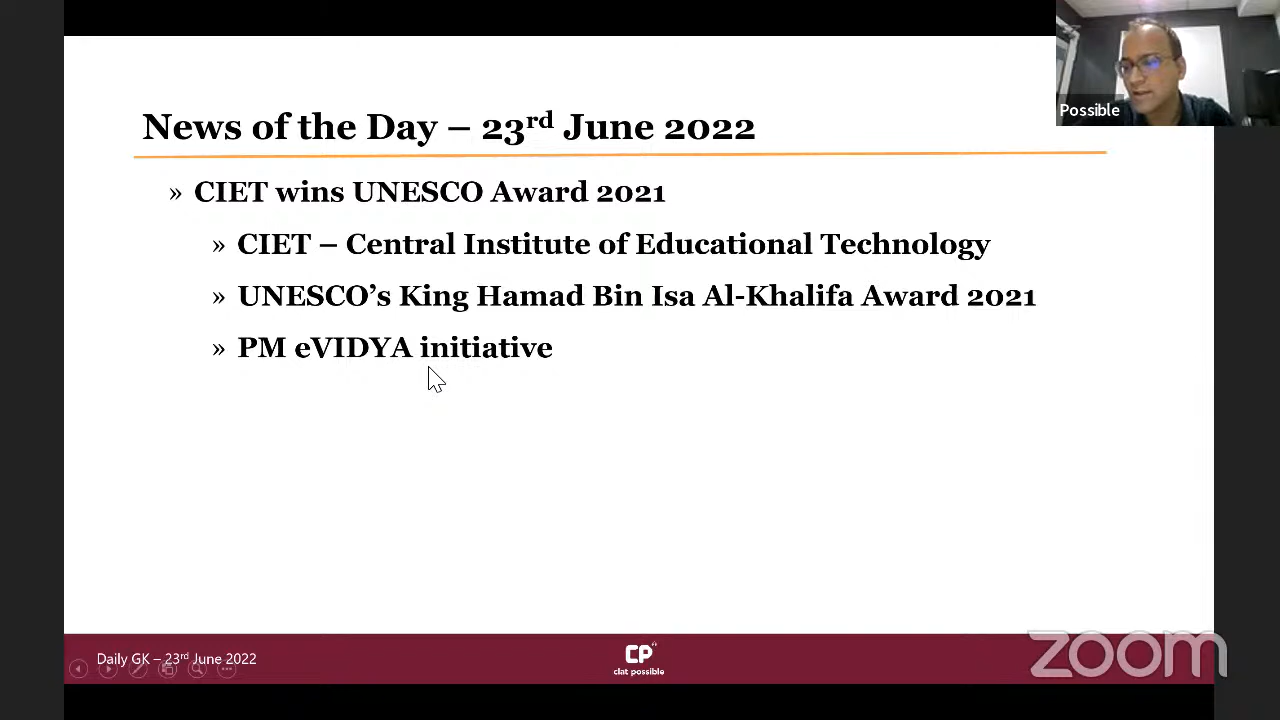 Possible
News of the Day – 23rd June 2022
» CIET wins UNESCO Award 2021
» CIET – Central Institute of Educational Technology
» UNESCO’s King Hamad Bin Isa Al-Khalifa Award 2021
» PM eVIDYA initiative
Daily GK – 23rd June 2022
CP
clat possible
zoom